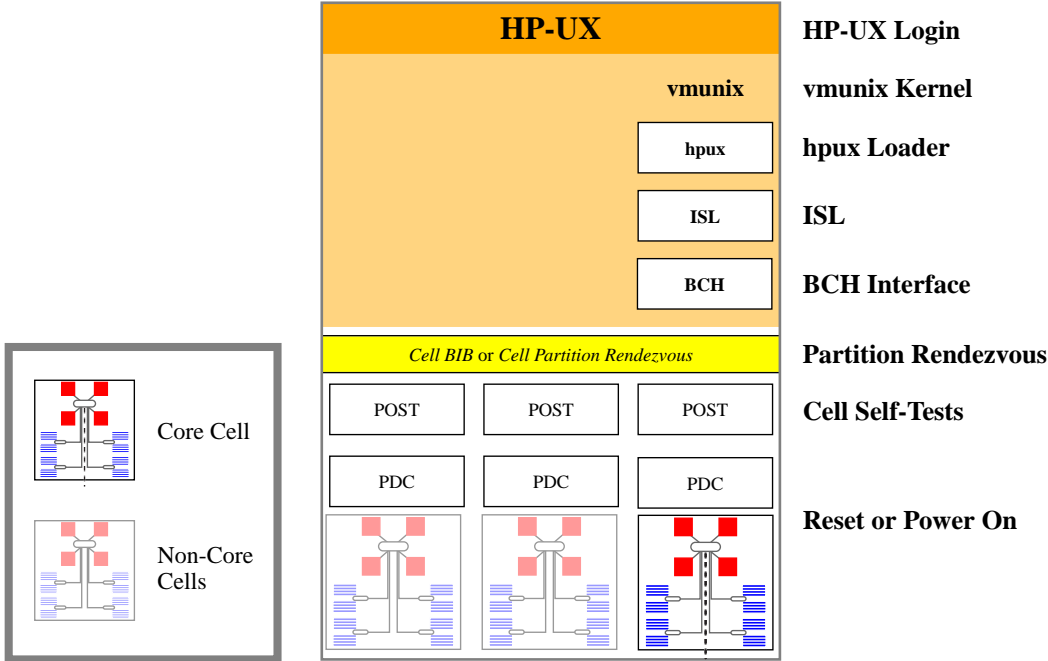 HP-UX
HP-UX Login
vmunix
vmunix Kernel
hpux
hpux Loader
ISL
ISL
BCH
BCH Interface
Cell BIB or Cell Partition Rendezvous
Partition Rendezvous
POST
POST
POST
Cell Self-Tests
PDC
PDC
PDC
Reset or Power On
Core Cell
Non-Core
Cells